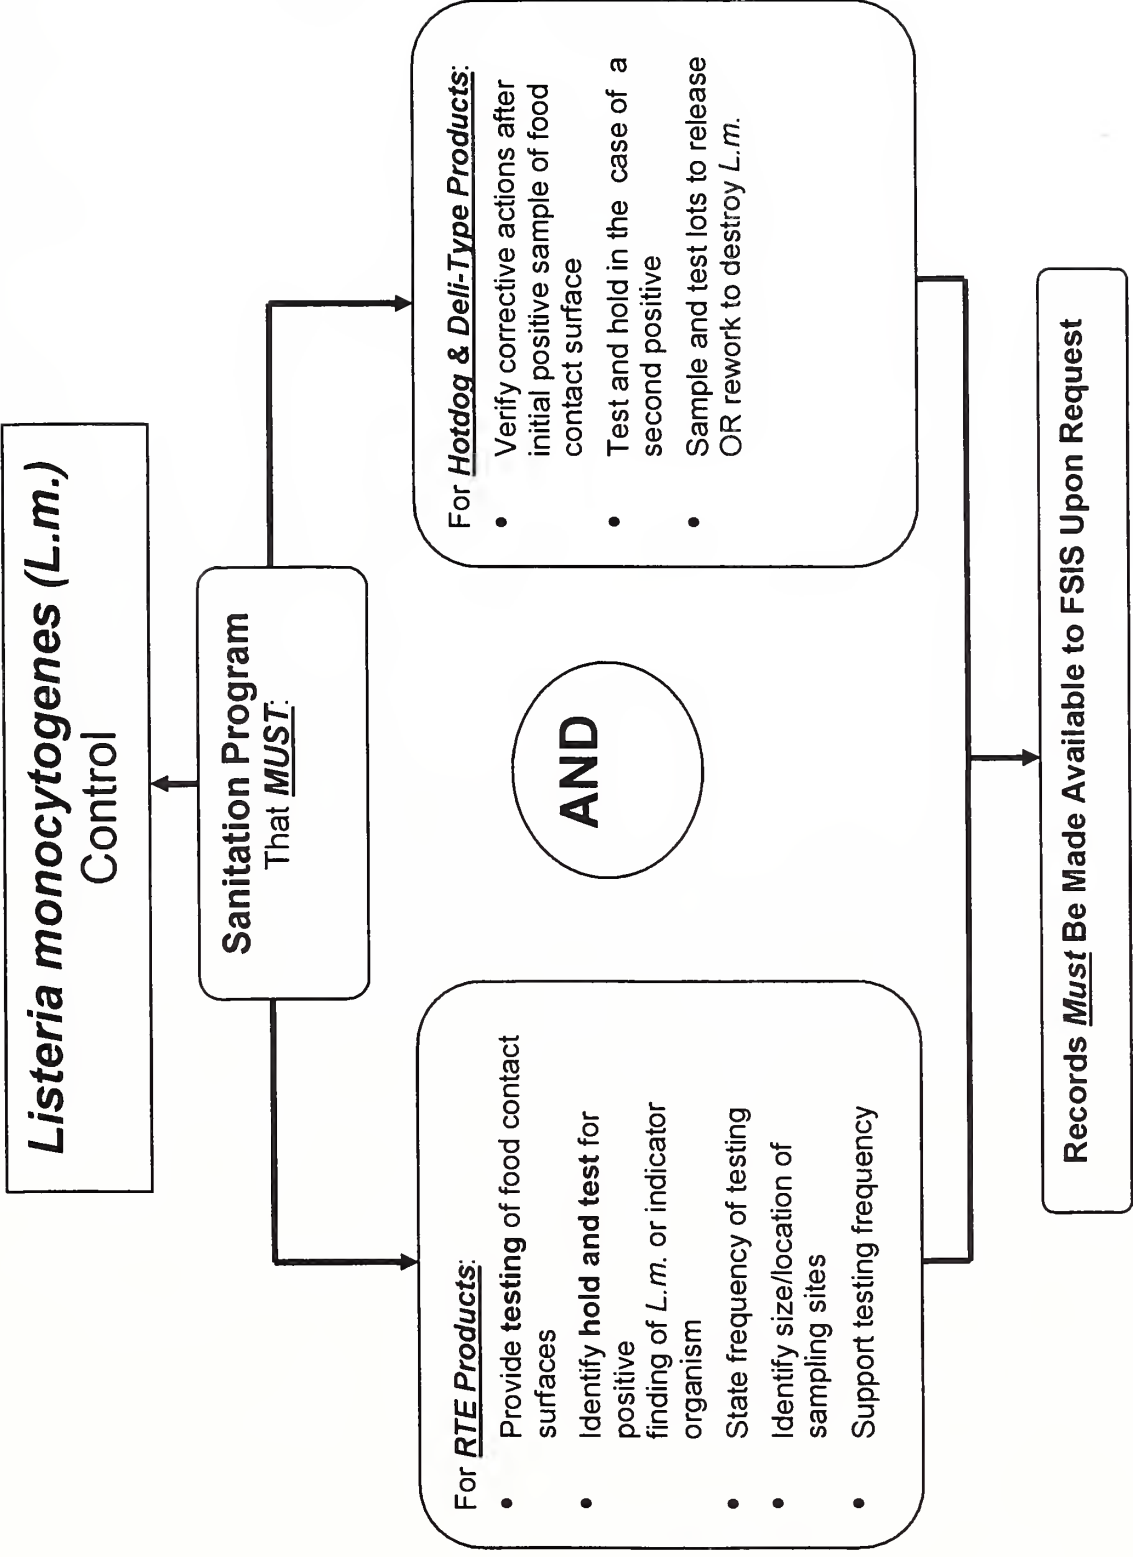 Listeria monocytogenes (L.m.)
Control
Sanitation Program
That MUST:
For RTE Products:
• Provide testing of food contact
surfaces
• Identify hold and test for
positive
finding of L.m. or indicator
organism
• State frequency of testing
• Identify size/location of
sampling sites
• Support testing frequency
AND
For Hotdog & Deli-Type Products:
• Verify corrective actions after
initial positive sample of food
contact surface
• Test and hold in the case of a
second positive
• Sample and test lots to release
OR rework to destroy L.m.
Records Must Be Made Available to FSIS Upon Request